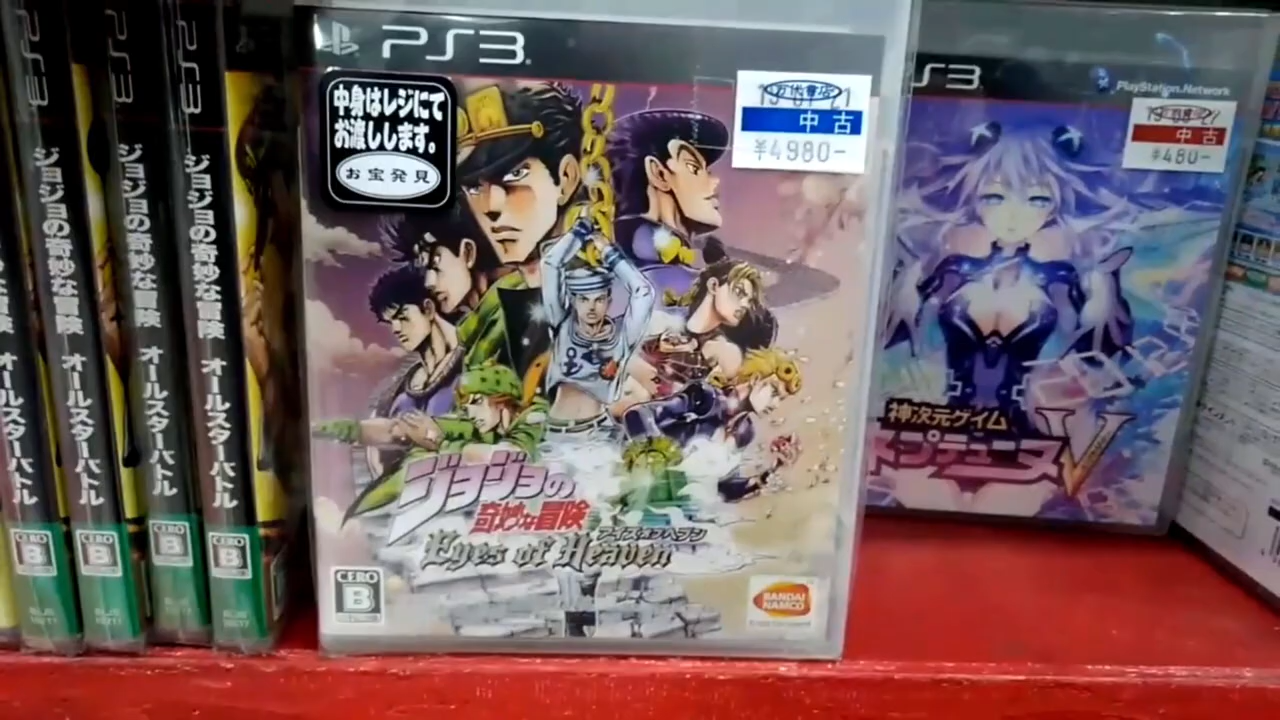 PS3
ジョジョの奇妙な冒険 オールスターバトル
CERO
B
PS3
ジョジョの奇妙な冒険 オールスターバトル
CERO
B
PS3
ジョジョの奇妙な冒険 オールスターバトル
CERO
B
PS3
中身はレジにて
お渡しします。
お宝発見
中古
¥4980-
ジョジョの
奇妙な冒険
アイズオブヘブン
Eyes of Heaven
CERO
B
BANDAI
NAMCO
Entertainment
S3
PlayStation Network
中古
¥480-
神次元ゲイム
ネプテューヌV